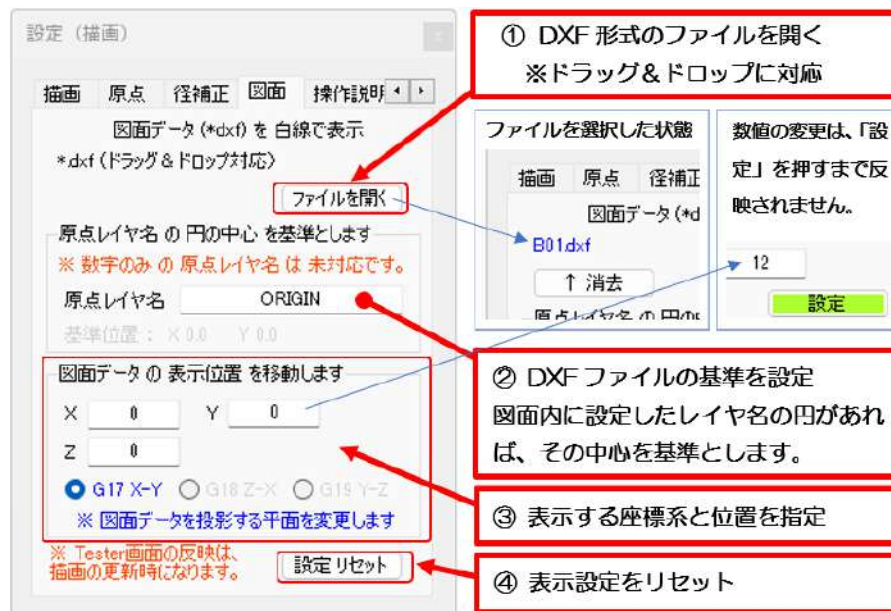 設定 (描画)
x
描画 原点 径補正 図面 操作説明
図面データ (*dxf) を 白線で表示
*.dxf (ドラッグ & ドロップ対応)
ファイルを開く
原点レイヤ名 の 円の中心 を基準とします
※ 数字のみ の 原点レイヤ名 は 未対応です。
原点レイヤ名 ORIGIN
基準位置 : X 0.0 Y 0.0
図面データ の 表示位置 を移動します
X 0 Y 0
Z 0
G17 X-Y G18 Z-X G19 Y-Z
※ 図面データを投影する平面を変更します
※ Tester画面の反映は、
描画の更新時になります。
設定 リセット
① DXF 形式のファイルを開く
※ドラッグ＆ドロップに対応
ファイルを選択した状態
描画 原点 径補正
図面データ (*d
B01.dxf
↑ 消去
原点レイヤ名 の 円の
数値の変更は、「設
定」を押すまで反
映されません。
12
設定
② DXF ファイルの基準を設定
図面内に設定したレイヤ名の円があれ
ば、その中心を基準とします。
③ 表示する座標系と位置を指定
④ 表示設定をリセット